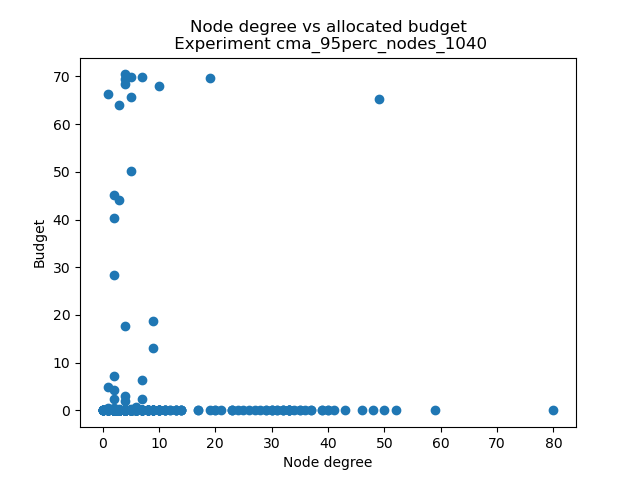 Node degree vs allocated budget
Experiment cma_95perc_nodes_1040
70
60
50
40
30
20
10
0
Budget
0 10 20 30 40 50 60 70 80
Node degree